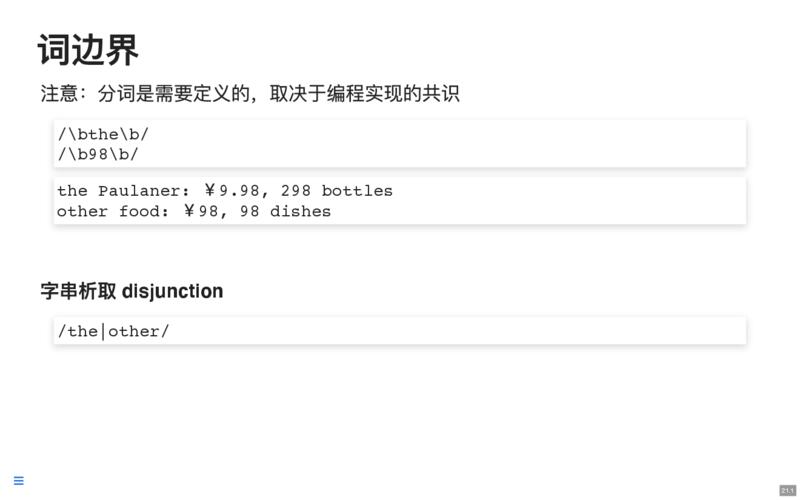 词边界
注意：分词是需要定义的，取决于编程实现的共识
/\bthe\b/
/\b98\b/
the Paulaner: ￥9.98, 298 bottles
other food: ￥98, 98 dishes
字串析取 disjunction
/the|other/
21.1